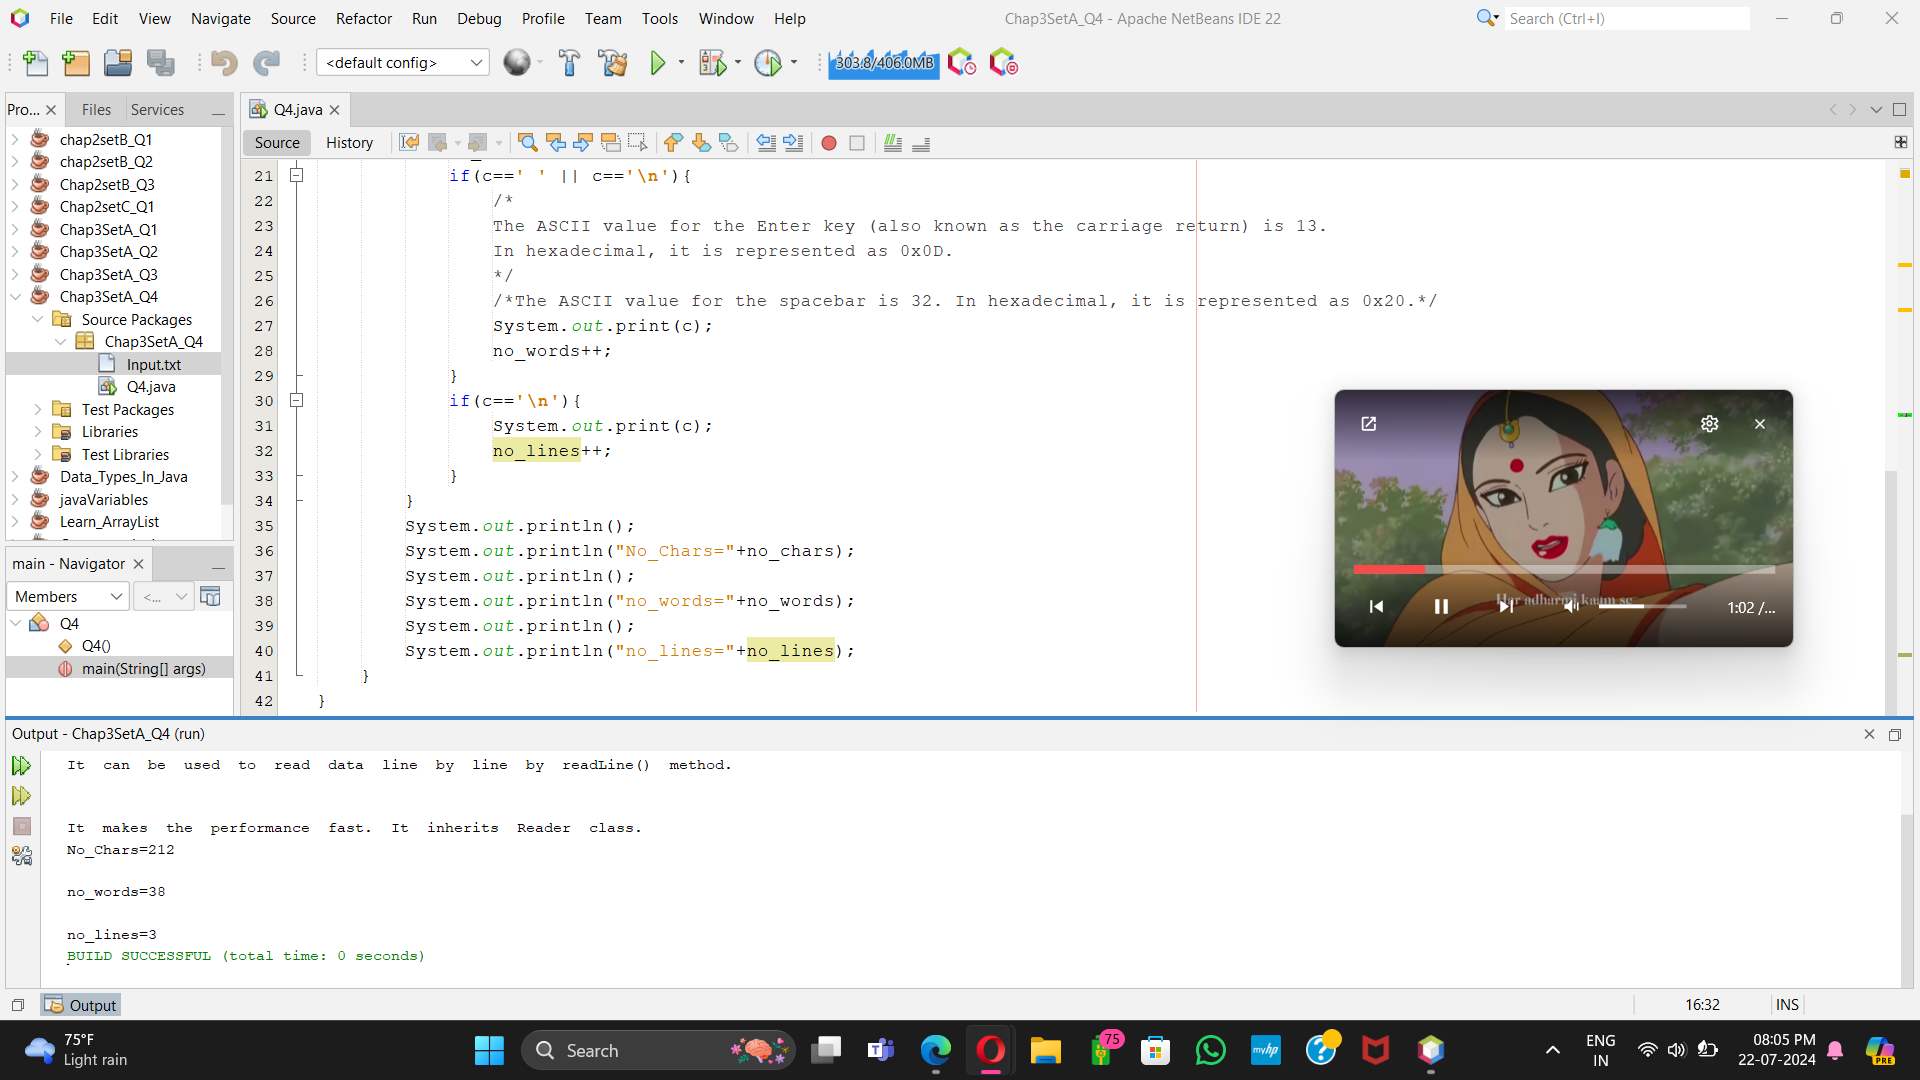 File Edit View Navigate Source Refactor Run Debug Profile Team Tools Window Help
Chap3SetA_Q4 - Apache NetBeans IDE 22
Search (Ctrl+I)
<default config>
303.8/406.0MB
Pro...
Files
Services
chap2setB_Q1
chap2setB_Q2
Chap2setB_Q3
Chap2setC_Q1
Chap3SetA_Q1
Chap3SetA_Q2
Chap3SetA_Q3
Chap3SetA_Q4
Source Packages
Chap3SetA_Q4
Input.txt
Q4.java
Test Packages
Libraries
Test Libraries
Data_Types_In_Java
javaVariables
Learn_ArrayList
main - Navigator
Members
<...
Q4
Q4()
main(String[] args)
Q4.java
Source
History
21 if(c==' ' || c=='\n'){
22 /*
23 The ASCII value for the Enter key (also known as the carriage return) is 13.
24 In hexadecimal, it is represented as 0x0D.
25 */
26 /*The ASCII value for the spacebar is 32. In hexadecimal, it is represented as 0x20.*/
27 System.out.print(c);
28 no_words++;
29 }
30 if(c=='\n'){
31 System.out.print(c);
32 no_lines++;
33 }
34 }
35 System.out.println();
36 System.out.println("No_Chars="+no_chars);
37 System.out.println();
38 System.out.println("no_words="+no_words);
39 System.out.println();
40 System.out.println("no_lines="+no_lines);
41 }
42 }
Har adharmi kaam se
1:02 /...
Output - Chap3SetA_Q4 (run)
It can be used to read data line by line by readLine() method.
It makes the performance fast. It inherits Reader class.
No_Chars=212
no_words=38
no_lines=3
BUILD SUCCESSFUL (total time: 0 seconds)
Output
16:32
INS
75°F
Light rain
Search
75
myhp
ENG
IN
08:05 PM
22-07-2024
PRE